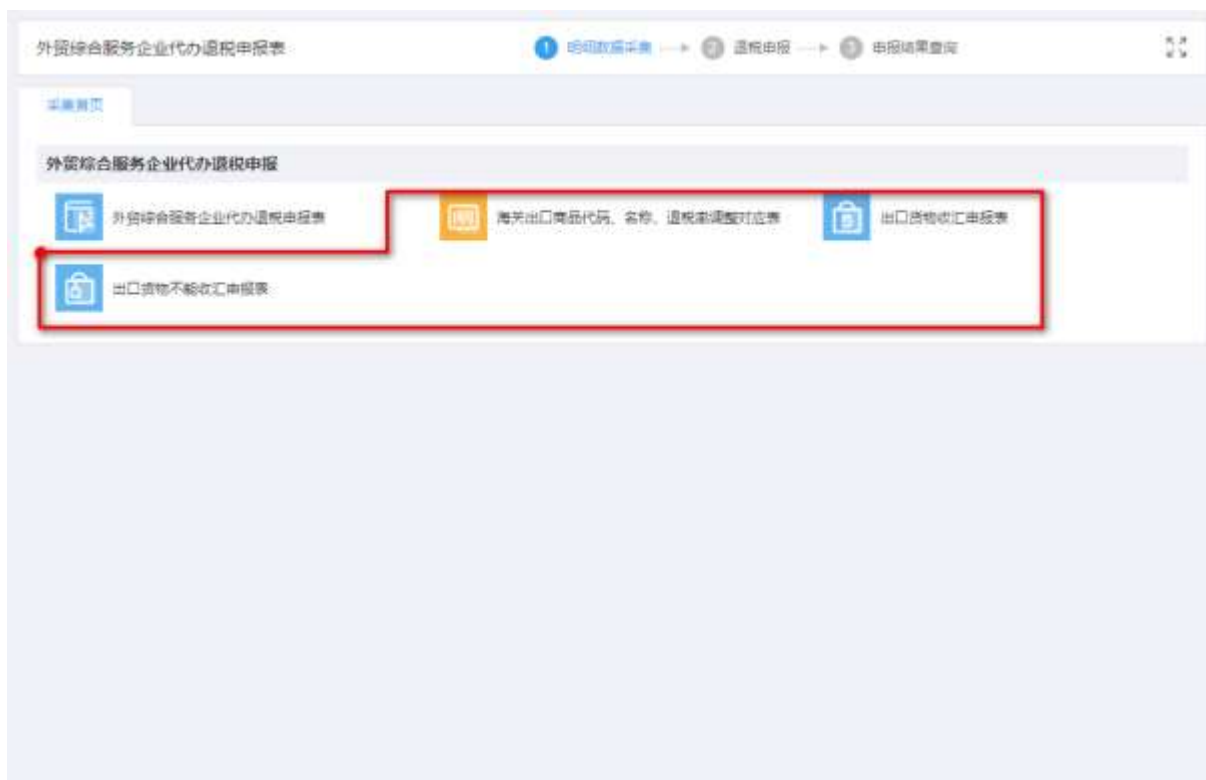 外贸综合服务企业代办退税申报表
1 明细数据采集 2 退税申报 3 申报结果查询
采集首页
外贸综合服务企业代办退税申报
外贸综合服务企业代办退税申报表
海关出口商品代码、名称、退税率调整对应表
出口货物收汇申报表
出口货物不能收汇申报表